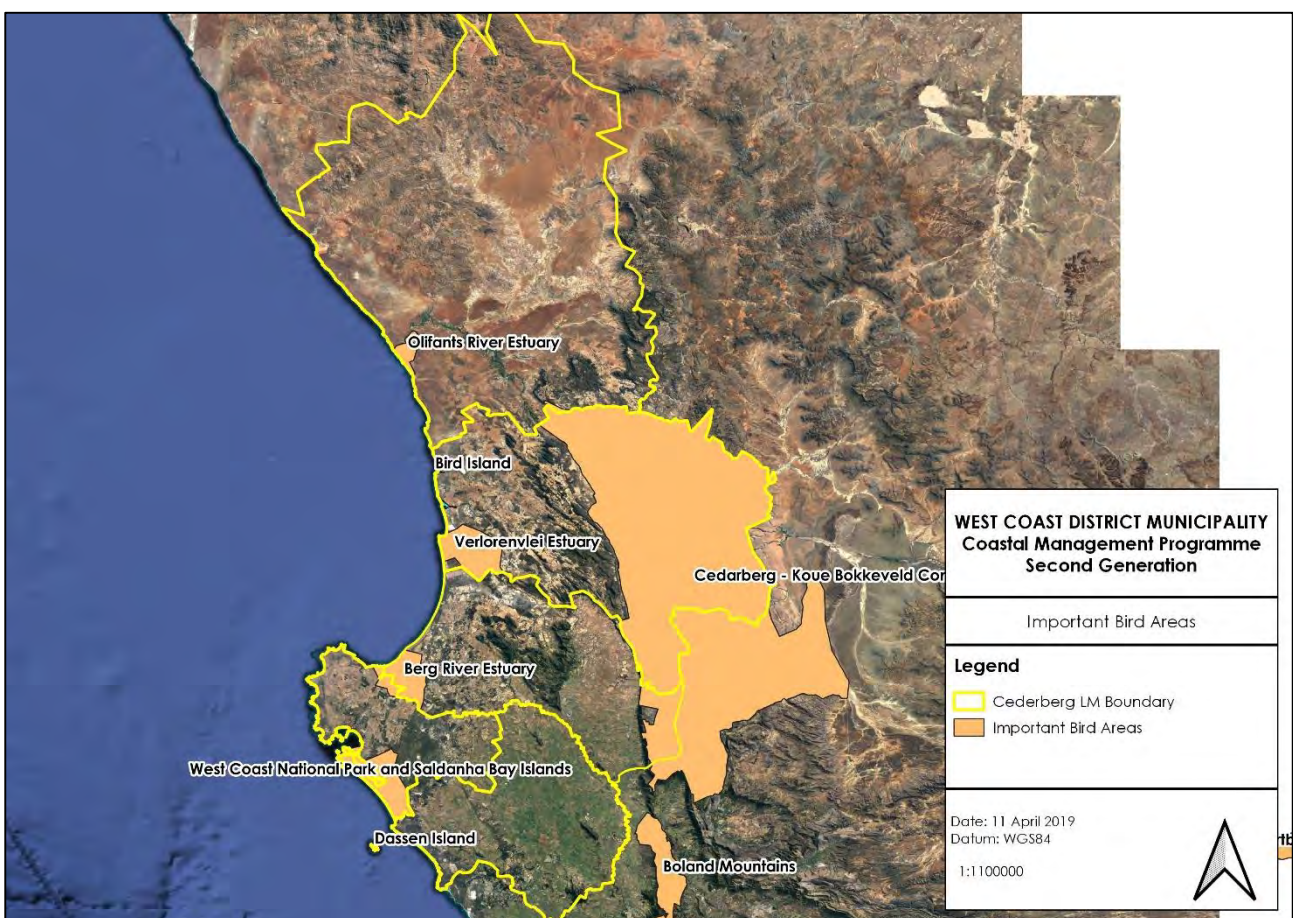 Olifants River Estuary
Bird Island
Verlorenvlei Estuary
Cedarberg - Koue Bokkeveld Cor
Berg River Estuary
West Coast National Park and Saldanha Bay Islands
Dassen Island
Boland Mountains
WEST COAST DISTRICT MUNICIPALITY
Coastal Management Programme
Second Generation
Important Bird Areas
Legend
Cederberg LM Boundary
Important Bird Areas
Date: 11 April 2019
Datum: WGS84
1:1100000